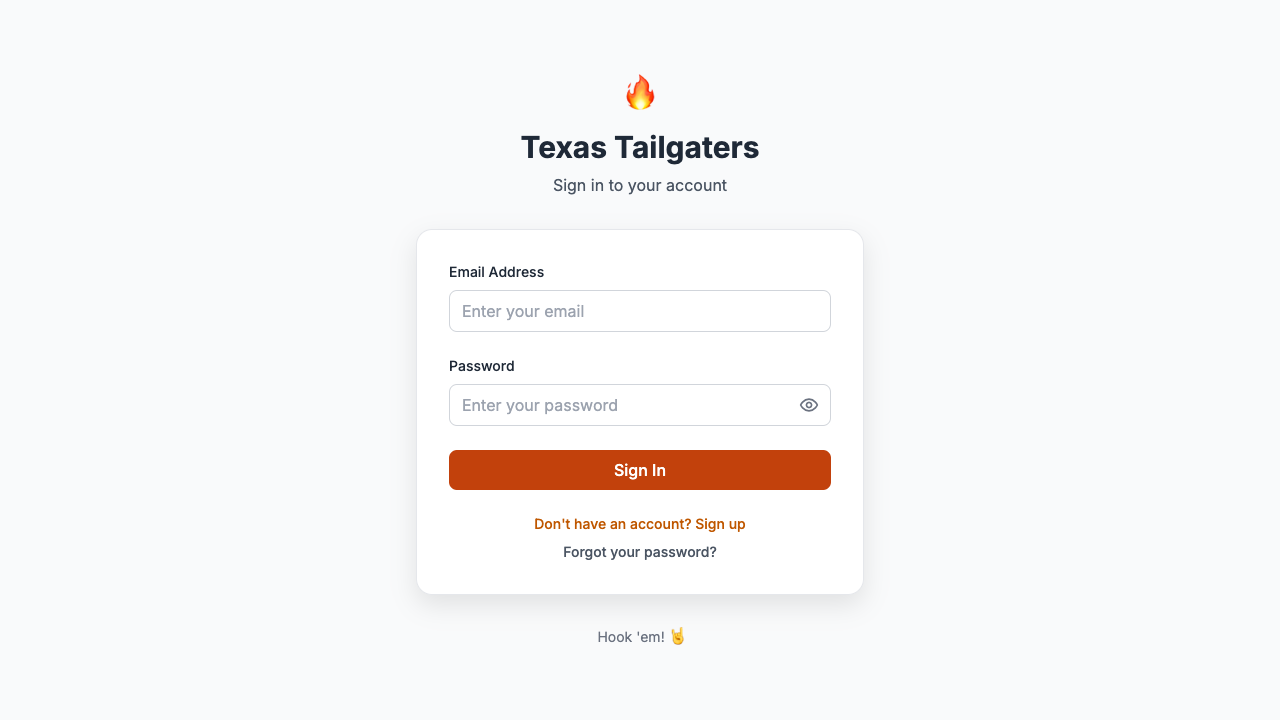 Texas Tailgaters
Sign in to your account
Email Address
Enter your email
Password
Enter your password
Sign In
Don't have an account? Sign up
Forgot your password?
Hook 'em! 🤘